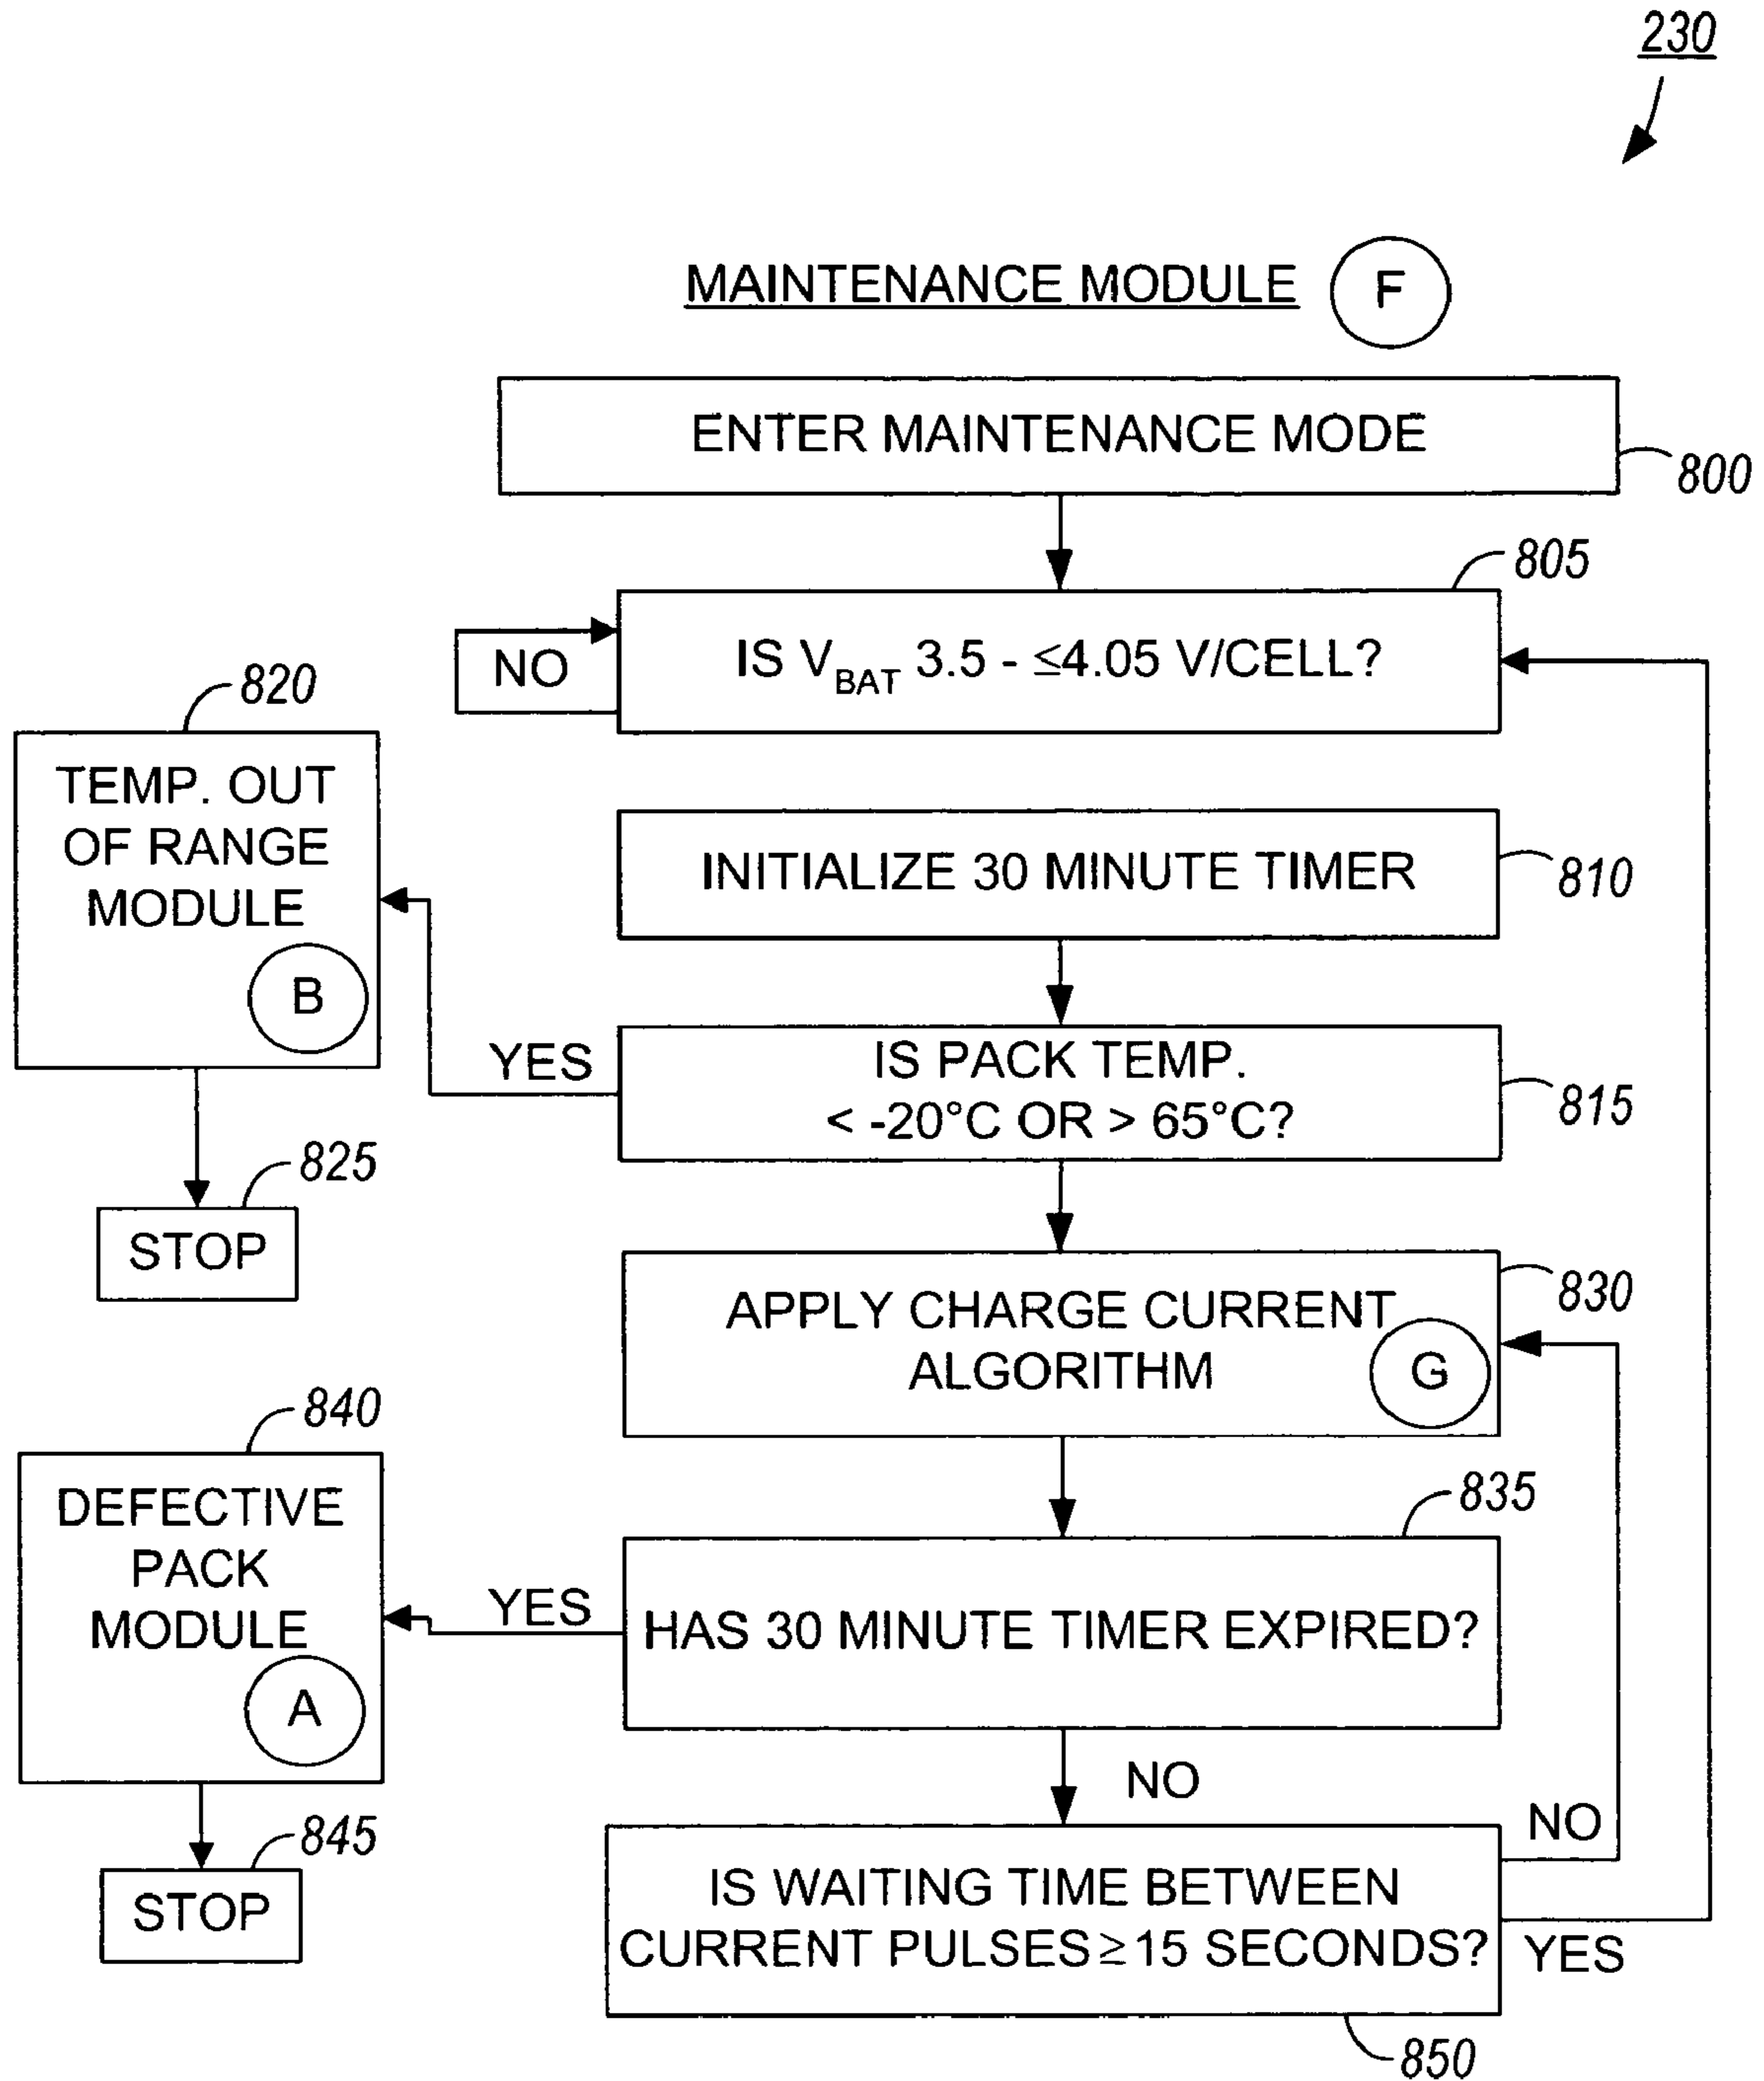 230
MAINTENANCE MODULE F
ENTER MAINTENANCE MODE
800
805
IS VBAT 3.5 - ≤4.05 V/CELL?
NO
820
TEMP. OUT
OF RANGE
MODULE
B
INITIALIZE 30 MINUTE TIMER
810
YES
IS PACK TEMP.
< -20°C OR > 65°C?
815
825
STOP
APPLY CHARGE CURRENT
ALGORITHM
G
830
840
DEFECTIVE
PACK
MODULE
A
835
YES
HAS 30 MINUTE TIMER EXPIRED?
NO
845
STOP
NO
IS WAITING TIME BETWEEN
CURRENT PULSES ≥ 15 SECONDS?
YES
850